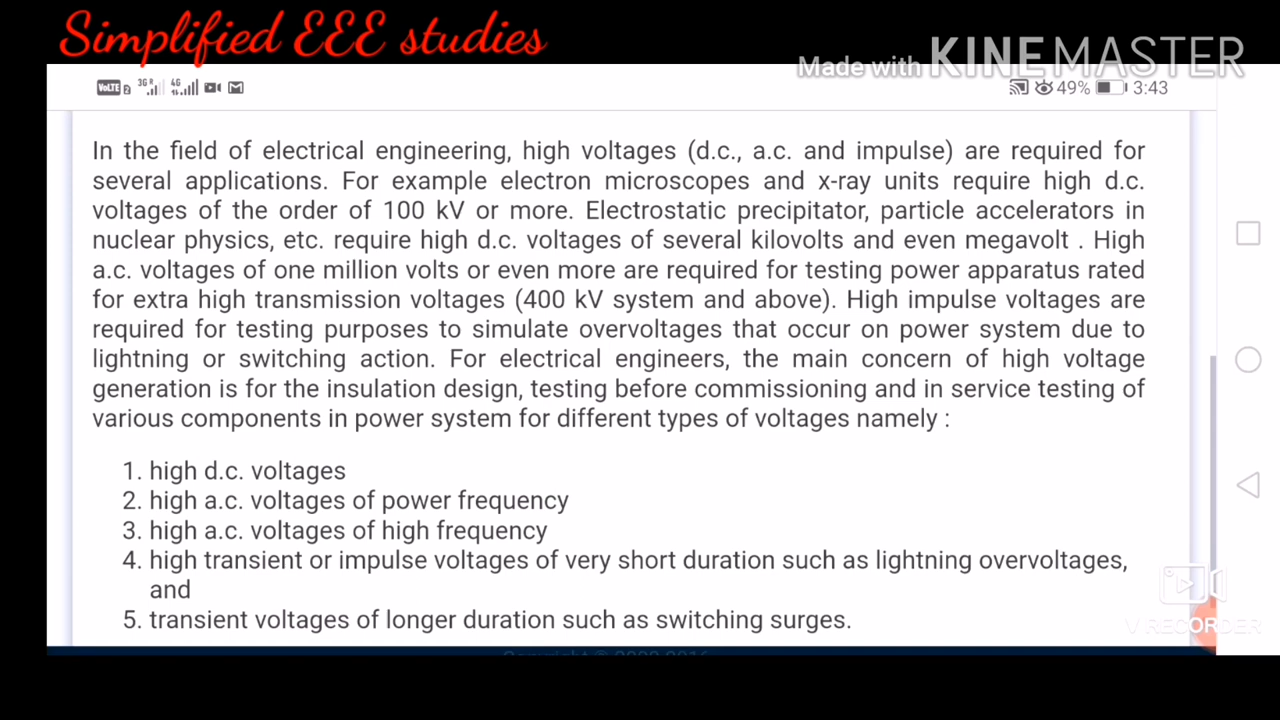 Simplified EEE studies
Made with KINEMASTER
VoLTE 2 3G R 4G 49% 3:43
In the field of electrical engineering, high voltages (d.c., a.c. and impulse) are required for
several applications. For example electron microscopes and x-ray units require high d.c.
voltages of the order of 100 kV or more. Electrostatic precipitator, particle accelerators in
nuclear physics, etc. require high d.c. voltages of several kilovolts and even megavolt . High
a.c. voltages of one million volts or even more are required for testing power apparatus rated
for extra high transmission voltages (400 kV system and above). High impulse voltages are
required for testing purposes to simulate overvoltages that occur on power system due to
lightning or switching action. For electrical engineers, the main concern of high voltage
generation is for the insulation design, testing before commissioning and in service testing of
various components in power system for different types of voltages namely :
1. high d.c. voltages
2. high a.c. voltages of power frequency
3. high a.c. voltages of high frequency
4. high transient or impulse voltages of very short duration such as lightning overvoltages,
and
5. transient voltages of longer duration such as switching surges.
V RECORDER